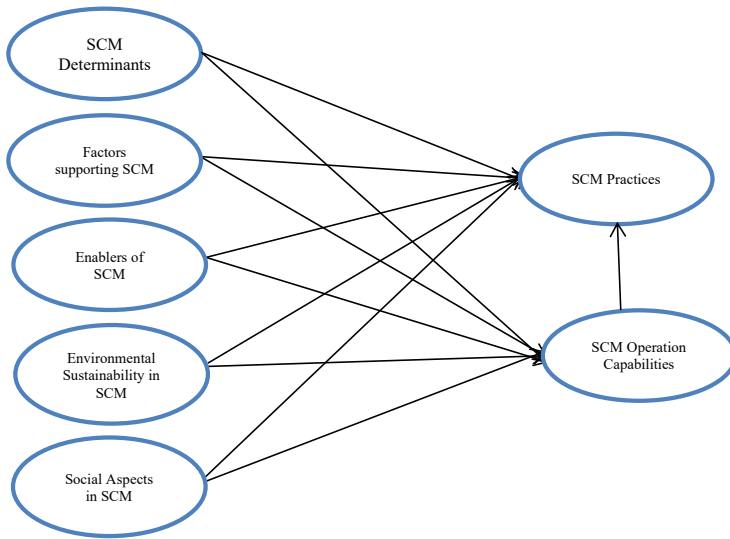 SCM
Determinants
Factors
supporting SCM
Enablers of
SCM
Environmental
Sustainability in
SCM
Social Aspects
in SCM
SCM Practices
SCM Operation
Capabilities